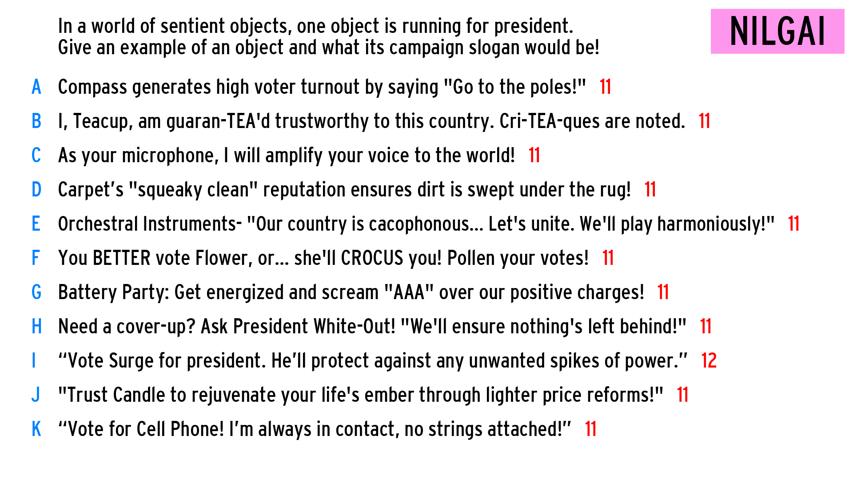 In a world of sentient objects, one object is running for president.
Give an example of an object and what its campaign slogan would be!
NILGAI
A Compass generates high voter turnout by saying "Go to the poles!" 11
B I, Teacup, am guaran-TEA'd trustworthy to this country. Cri-TEA-ques are noted. 11
C As your microphone, I will amplify your voice to the world! 11
D Carpet’s "squeaky clean" reputation ensures dirt is swept under the rug! 11
E Orchestral Instruments- "Our country is cacophonous... Let's unite. We'll play harmoniously!" 11
F You BETTER vote Flower, or... she'll CROCUS you! Pollen your votes! 11
G Battery Party: Get energized and scream "AAA" over our positive charges! 11
H Need a cover-up? Ask President White-Out! "We'll ensure nothing's left behind!" 11
I “Vote Surge for president. He’ll protect against any unwanted spikes of power.” 12
J "Trust Candle to rejuvenate your life's ember through lighter price reforms!" 11
K “Vote for Cell Phone! I’m always in contact, no strings attached!” 11